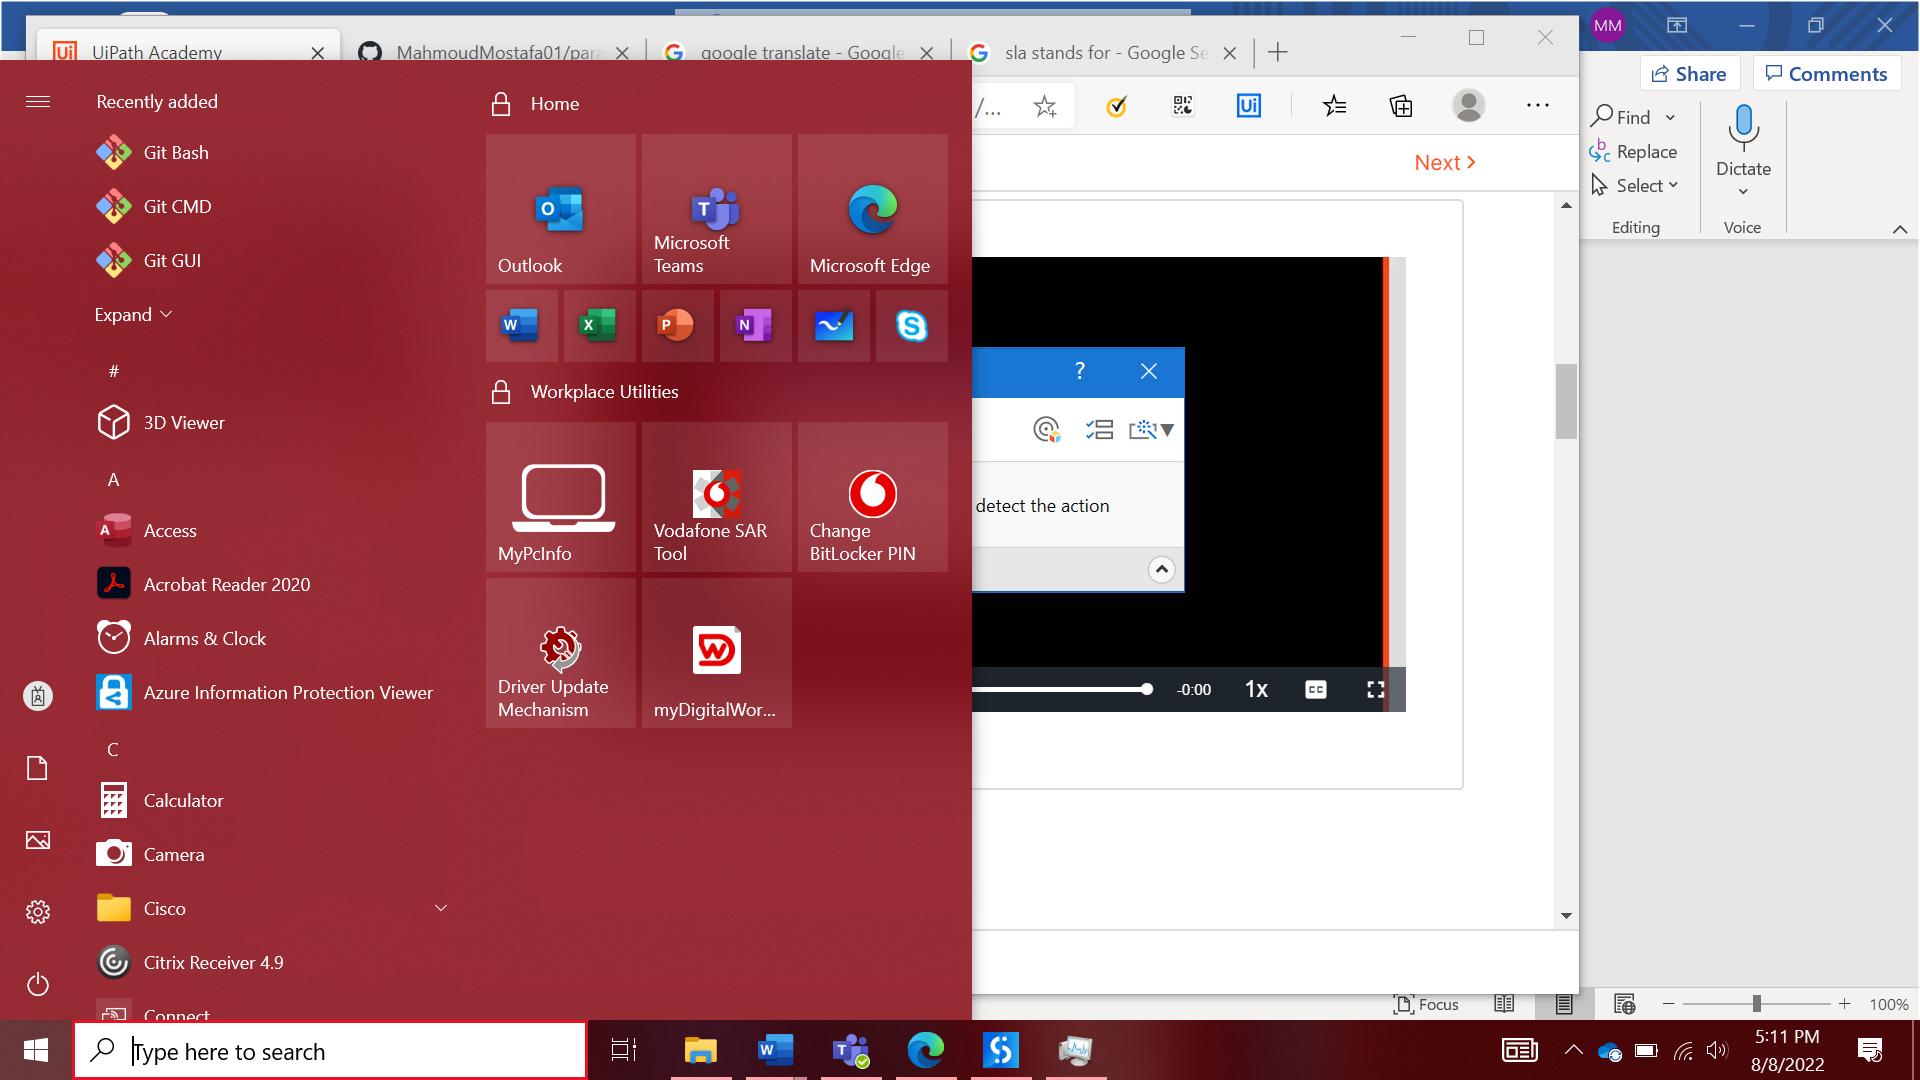 MM
UiPath Academy
MahmoudMostafa01/para
google translate - Google
sla stands for - Google Se
Share
Comments
Find
Replace
Select
Editing
Dictate
Voice
/...
Next
Recently added
Git Bash
Git CMD
Git GUI
Expand
#
3D Viewer
A
Access
Acrobat Reader 2020
Alarms & Clock
Azure Information Protection Viewer
C
Calculator
Camera
Cisco
Citrix Receiver 4.9
Connect
Home
Outlook
Microsoft
Teams
Microsoft Edge
Workplace Utilities
MyPcInfo
Vodafone SAR
Tool
Change
BitLocker PIN
Driver Update
Mechanism
myDigitalWor...
?
detect the action
-0:00
1x
CC
Focus
100%
Type here to search
5:11 PM
8/8/2022